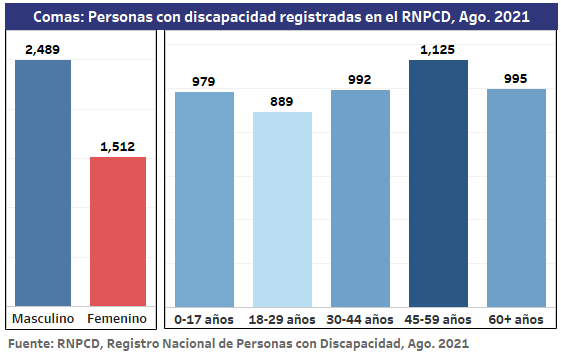 Comas: Personas con discapacidad registradas en el RNPCD, Ago. 2021
2,489
1,512
Masculino Femenino
979
889
992
1,125
995
0-17 años 18-29 años 30-44 años 45-59 años 60+ años
Fuente: RNPCD, Registro Nacional de Personas con Discapacidad, Ago. 2021